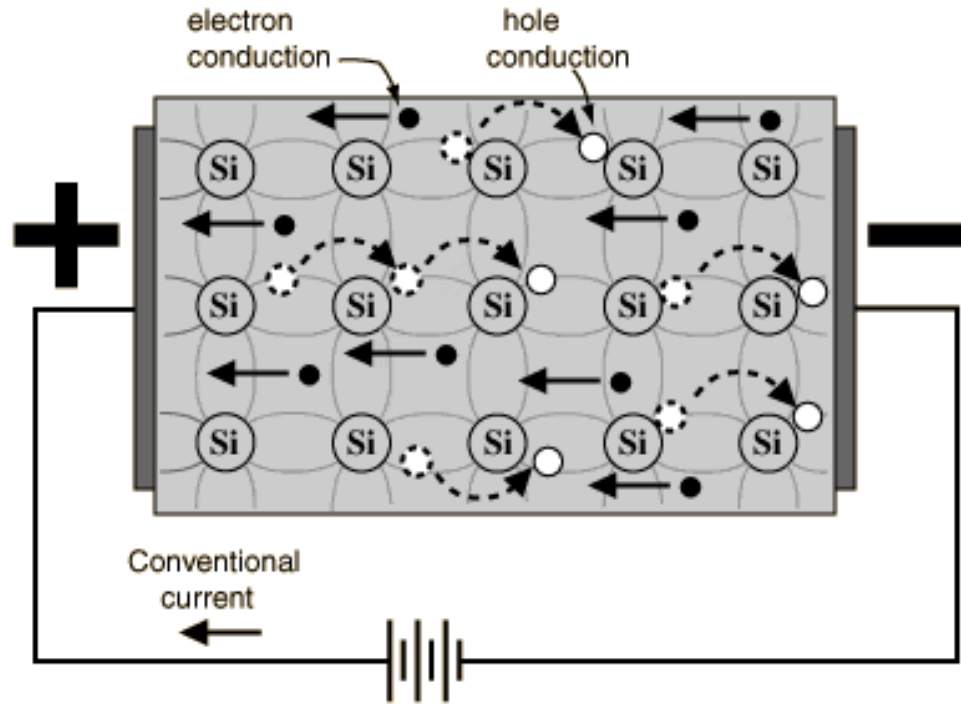 electron
conduction
hole
conduction
Si Si Si Si Si
+ −
Si Si Si Si Si
Si Si Si Si Si
Conventional
current